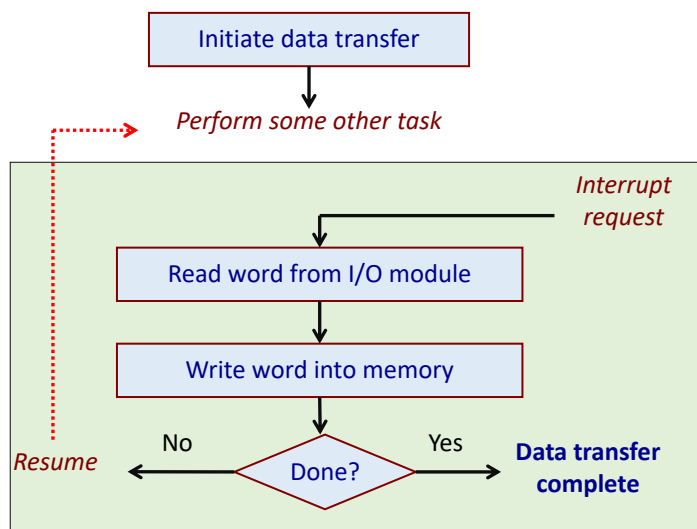 Initiate data transfer
Perform some other task
Interrupt
request
Read word from I/O module
Write word into memory
No
Yes
Resume
Done?
Data transfer
complete